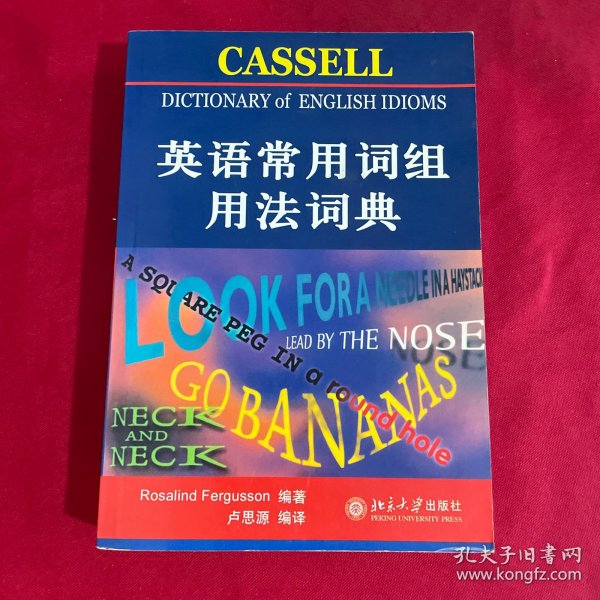 CASSELL
DICTIONARY of ENGLISH IDIOMS
英语常用词组
用法词典
A SQUARE PEG IN a round hole
LOOK FOR A NEEDLE IN A HAYSTACK
LEAD BY THE NOSE
NOSE
GO BANANAS
NECK
AND
NECK
Rosalind Fergusson 编著
卢思源 编译
北京大学出版社
PEKING UNIVERSITY PRESS
孔夫子旧书网
www.kongfz.com